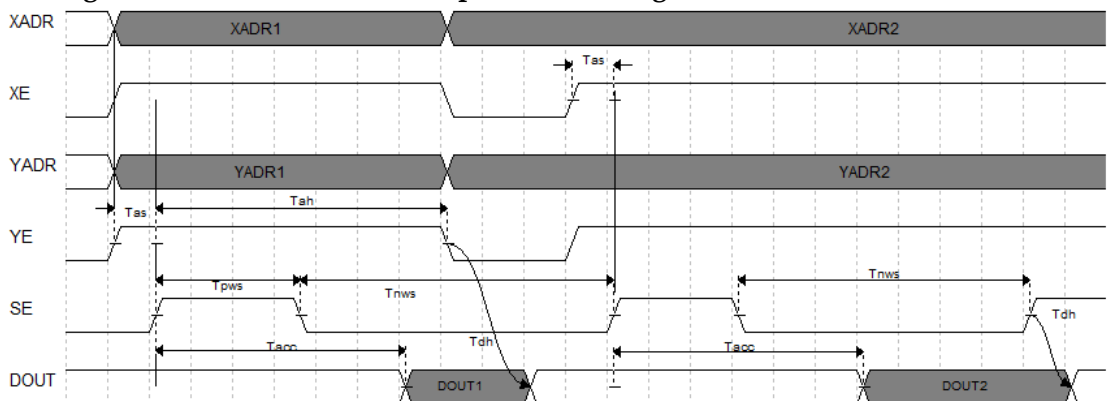 XADR XADR1 XADR2
Tas
XE
YADR YADR1 YADR2
Tah
Tas
YE
Tpws Tnws Tnws
SE
Tdh Tdh
Tacc Tacc
DOUT DOUT1 DOUT2